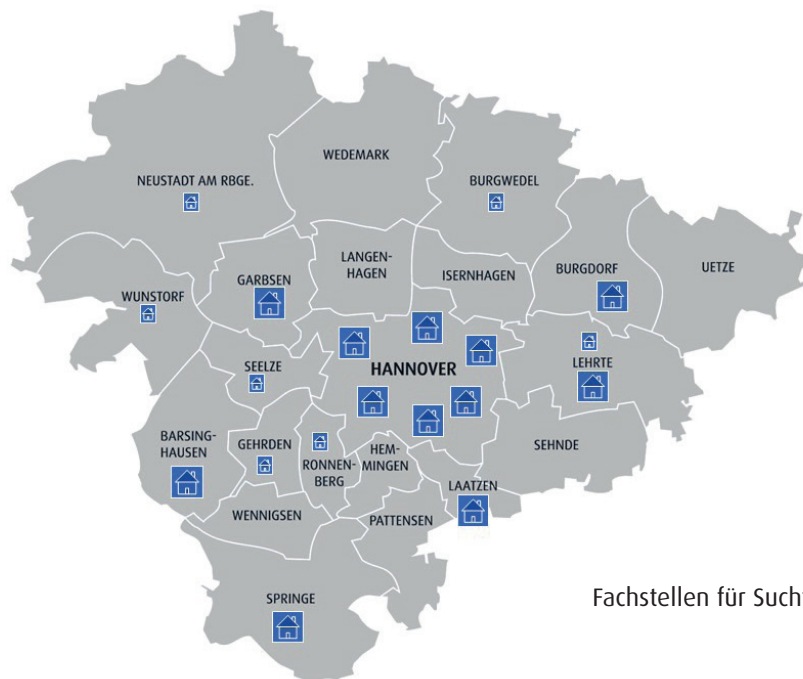 WEDEMARK
NEUSTADT AM RBGE.
BURGWEDEL
LANGEN-
HAGEN
ISERNHAGEN
BURGDORF
UETZE
GARBSEN
WUNSTORF
SEELZE
HANNOVER
LEHRTE
BARSING-
HAUSEN
GEHRDEN
RONNEN-
BERG
HEM-
MINGEN
SEHNDE
LAATZEN
WENNIGSEN
PATTENSEN
SPRINGE
Fachstellen für Sucht